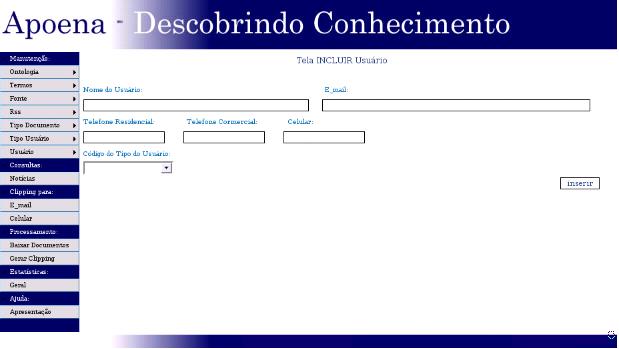 Apoena - Descobrindo Conhecimento
Tela INCLUIR Usuário
Manutenção:
Ontologia
Termos
Fonte
Rss
Tipo Documento
Tipo Usuário
Usuário
Consultas:
Notícias
Clipping para:
E_mail
Celular
Processamento:
Baixar Documentos
Gerar Clipping
Estatísticas:
Geral
Ajuda:
Apresentação
Nome do Usuário:
E_mail:
Telefone Residencial:
Telefone Comercial:
Celular:
Código do Tipo do Usuário:
inserir